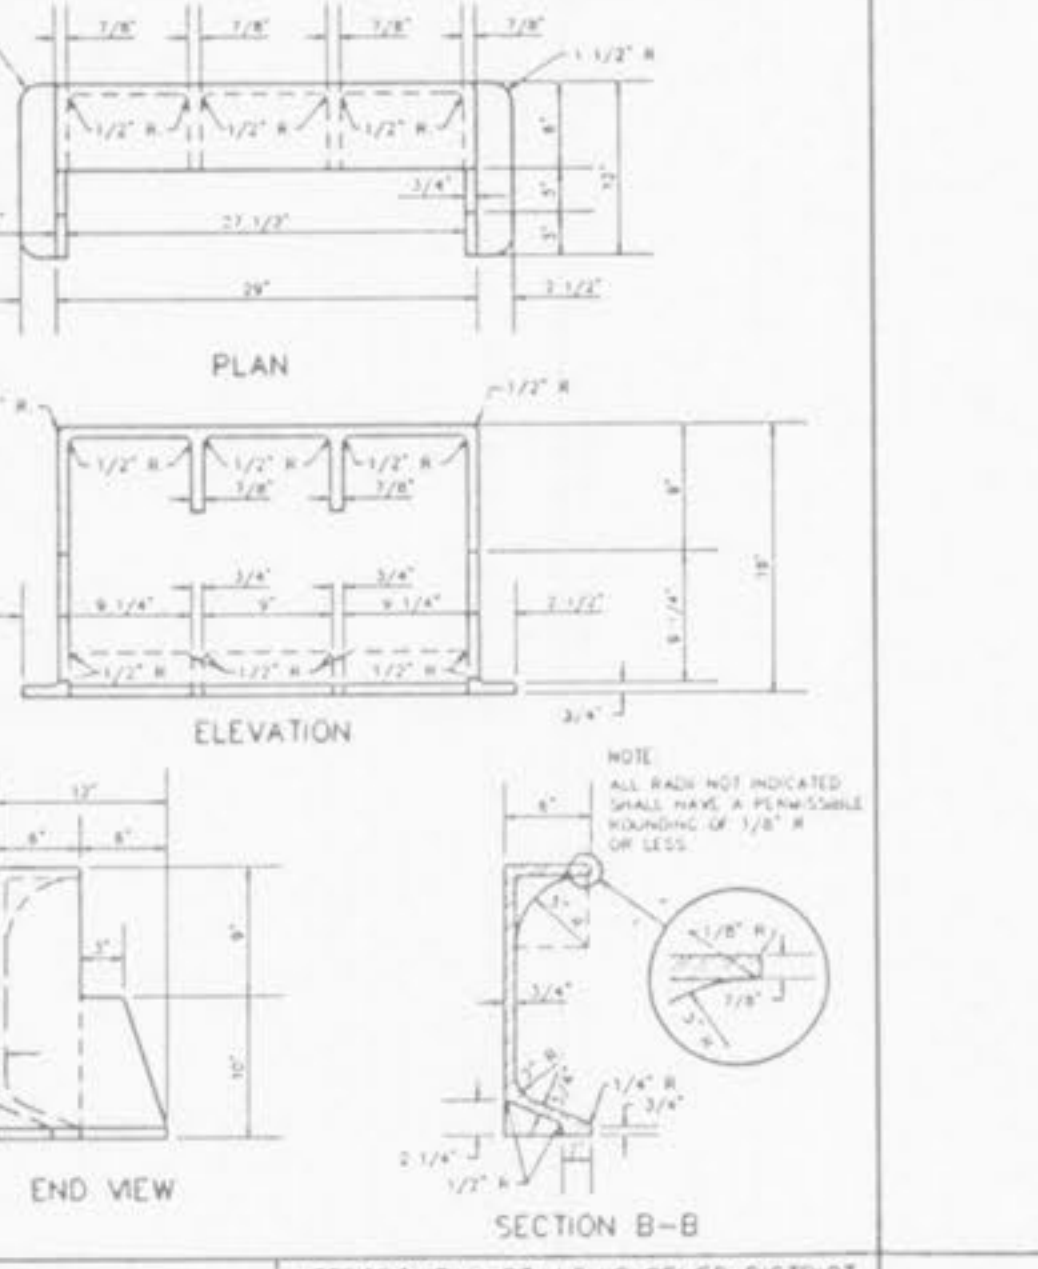 7/8" 7/8" 7/8" 7/8"
1 1/2" R
1/2" R 1/2" R 1/2" R
6"
12"
3/4"
3"
27 1/2"
3"
29" 2 1/2"
PLAN
R 1/2" R
1/2" R 1/2" R 1/2" R
7/8" 7/8"
9"
3/4" 3/4"
9 1/4" 9" 9 1/4" 2 1/2"
1/2" R 1/2" R 1/2" R
3/4"
ELEVATION
NOTE:
ALL RADII NOT INDICATED
SHALL HAVE A PERMISSIBLE
ROUNDING OF 1/8" R
OR LESS
12"
6" 6"
6"
9"
3"
3" R
1/8" R
7/8"
3" R
3/4"
10"
1/4" R
3/4"
2 1/4"
1/2" R
END VIEW
SECTION B-B